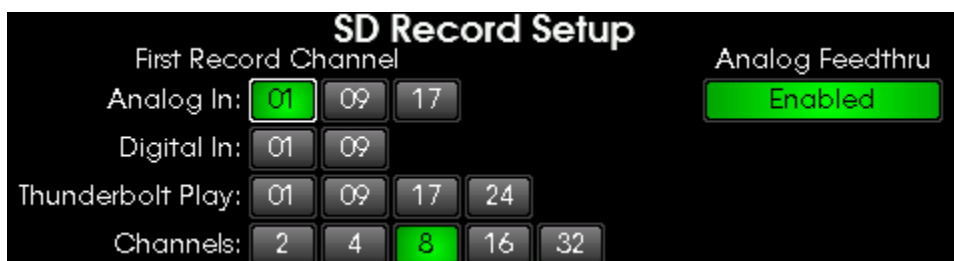 SD Record Setup
First Record Channel Analog Feedthru
Analog In: 01 09 17 Enabled
Digital In: 01 09
Thunderbolt Play: 01 09 17 24
Channels: 2 4 8 16 32